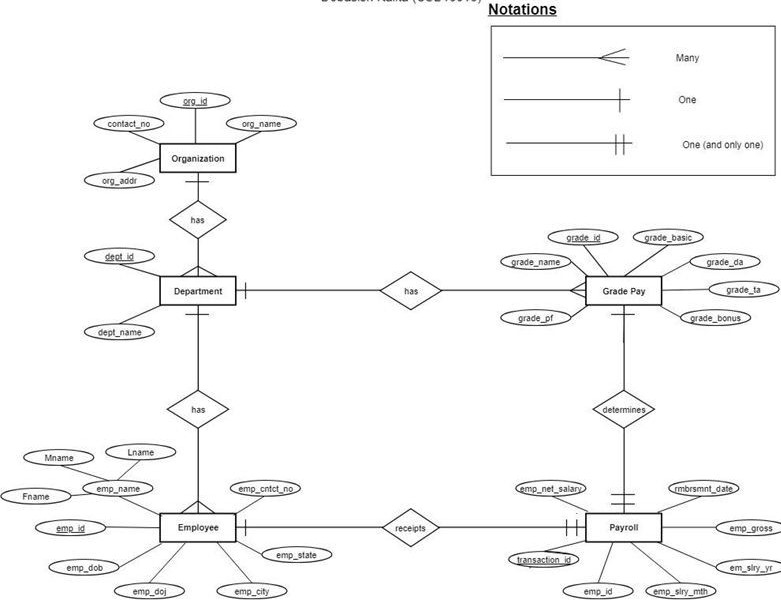 Notations
Many
One
One (and only one)
org_id
contact_no
org_name
Organization
org_addr
has
dept_id
Department
dept_name
has
grade_id
grade_basic
grade_name
grade_da
Grade Pay
grade_ta
grade_pf
grade_bonus
has
determines
Mname
Lname
emp_name
Fname
emp_cntct_no
emp_id
Employee
emp_state
emp_dob
emp_doj
emp_city
receipts
emp_net_salary
rmbrsmnt_date
Payroll
emp_gross
transaction_id
em_slry_yr
emp_id
emp_slry_mth